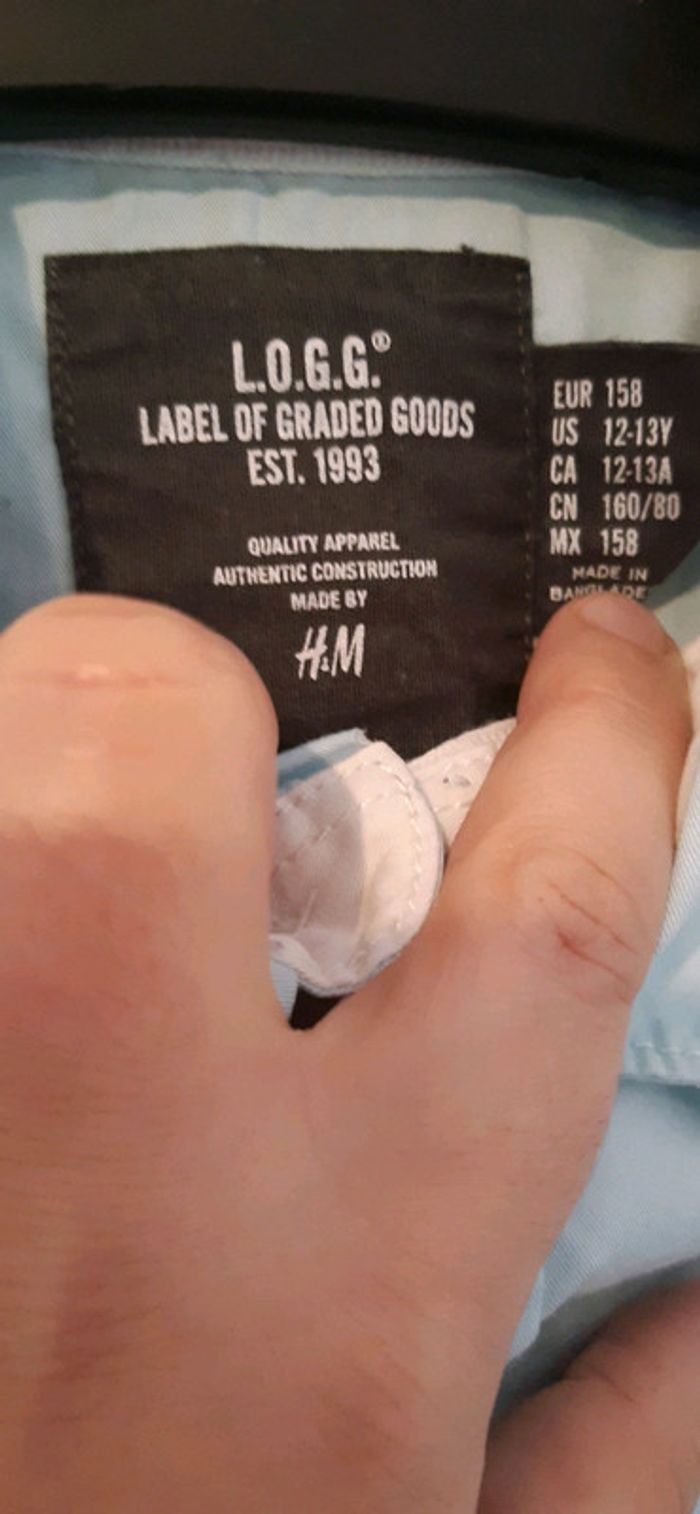 L.O.G.G.®
LABEL OF GRADED GOODS
EST. 1993
QUALITY APPAREL
AUTHENTIC CONSTRUCTION
MADE BY
H&M
EUR 158
US 12-13Y
CA 12-13A
CN 160/80
MX 158
MADE IN